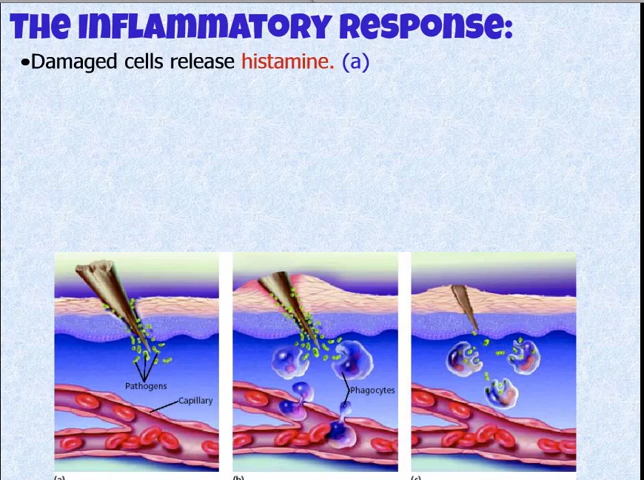 The Inflammatory Response:
•Damaged cells release histamine. (a)
Pathogens
Capillary
Phagocytes
(a)
(b)
(c)